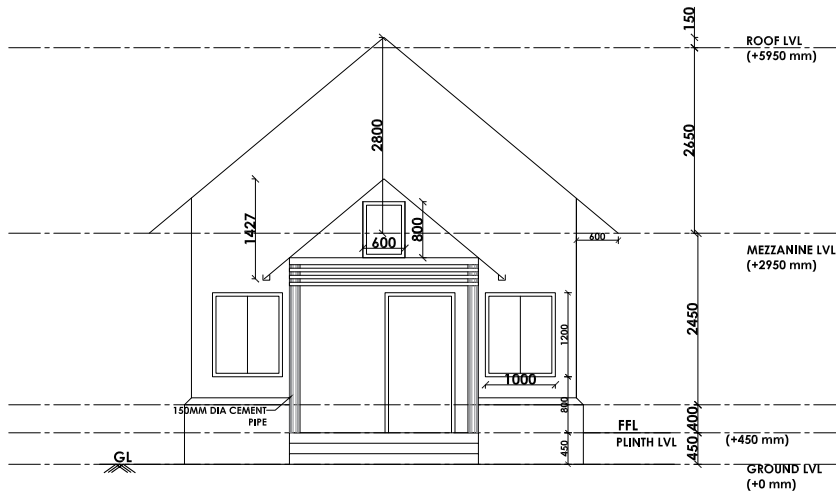 150
ROOF LVL
(+5950 mm)
2800
2650
1427
600
800
600
MEZZANINE LVL
(+2950 mm)
2450
1200
1000
150MM DIA CEMENT
PIPE
800
400
FFL
PLINTH LVL
(+450 mm)
450
450
GL
GROUND LVL
(+0 mm)